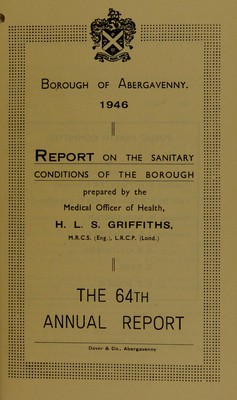 BOROUGH OF ABERGAVENNY.
1946
REPORT ON THE SANITARY
CONDITIONS OF THE BOROUGH
prepared by the
Medical Officer of Health,
H. L. S. GRIFFITHS,
M.R.C.S. (Eng.), L.R.C.P. (Lond.)
THE 64TH
ANNUAL REPORT
Dover & Co., Abergavenny